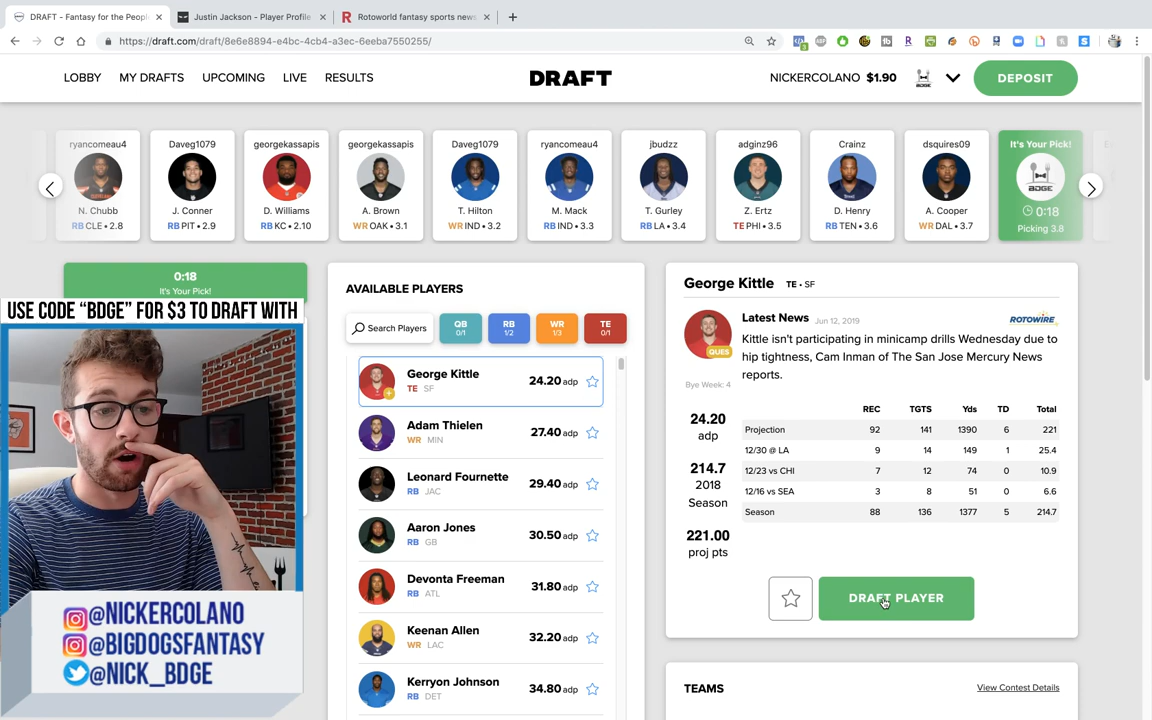 DRAFT - Fantasy for the People
Justin Jackson - Player Profile
Rotoworld fantasy sports news
https://draft.com/draft/8e6e8894-e4bc-4cb4-a3ec-6eeba7550255/
LOBBY MY DRAFTS UPCOMING LIVE RESULTS
DRAFT
NICKERCOLANO $1.90
BDGE
DEPOSIT
ryancomeau4
N. Chubb
RB CLE • 2.8
Daveg1079
J. Conner
RB PIT • 2.9
georgekassapis
D. Williams
RB KC • 2.10
georgekassapis
A. Brown
WR OAK • 3.1
Daveg1079
T. Hilton
WR IND • 3.2
ryancomeau4
M. Mack
RB IND • 3.3
jbudzz
T. Gurley
RB LA • 3.4
adginz96
Z. Ertz
TE PHI • 3.5
Crainz
D. Henry
RB TEN • 3.6
dsquires09
A. Cooper
WR DAL • 3.7
It's Your Pick!
BDGE
0:18
Picking 3.8
0:18
It's Your Pick!
USE CODE “BDGE” FOR $3 TO DRAFT WITH
@NICKERCOLANO
@BIGDOGSFANTASY
@NICK_BDGE
AVAILABLE PLAYERS
Search Players
QB
0/1
RB
1/2
WR
1/3
TE
0/1
George Kittle
TE SF
24.20 adp
Adam Thielen
WR MIN
27.40 adp
Leonard Fournette
RB JAC
29.40 adp
Aaron Jones
RB GB
30.50 adp
Devonta Freeman
RB ATL
31.80 adp
Keenan Allen
WR LAC
32.20 adp
Kerryon Johnson
RB DET
34.80 adp
George Kittle TE • SF
QUES
Bye Week: 4
Latest News Jun 12, 2019
ROTOWIRE
Kittle isn't participating in minicamp drills Wednesday due to
hip tightness, Cam Inman of The San Jose Mercury News
reports.
24.20
adp
214.7
2018
Season
221.00
proj pts
REC TGTS Yds TD Total
Projection 92 141 1390 6 221
12/30 @ LA 9 14 149 1 25.4
12/23 vs CHI 7 12 74 0 10.9
12/16 vs SEA 3 8 51 0 6.6
Season 88 136 1377 5 214.7
DRAFT PLAYER
TEAMS
View Contest Details